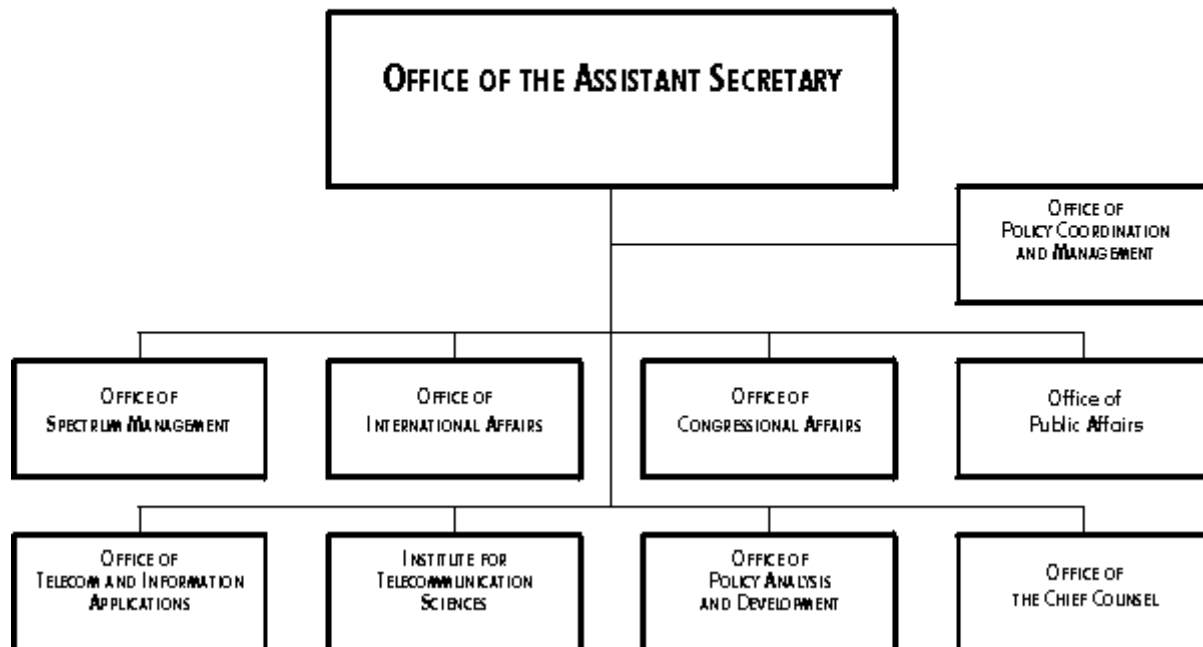 OFFICE OF THE ASSISTANT SECRETARY
OFFICE OF
POLICY COORDINATION
AND MANAGEMENT
OFFICE OF
SPECTRUM MANAGEMENT
OFFICE OF
INTERNATIONAL AFFAIRS
OFFICE OF
CONGRESSIONAL AFFAIRS
Office of
Public Affairs
OFFICE OF
TELECOM AND INFORMATION
APPLICATIONS
INSTITUTE FOR
TELECOMMUNICATION
SCIENCES
OFFICE OF
POLICY ANALYSIS
AND DEVELOPMENT
OFFICE OF
THE CHIEF COUNSEL